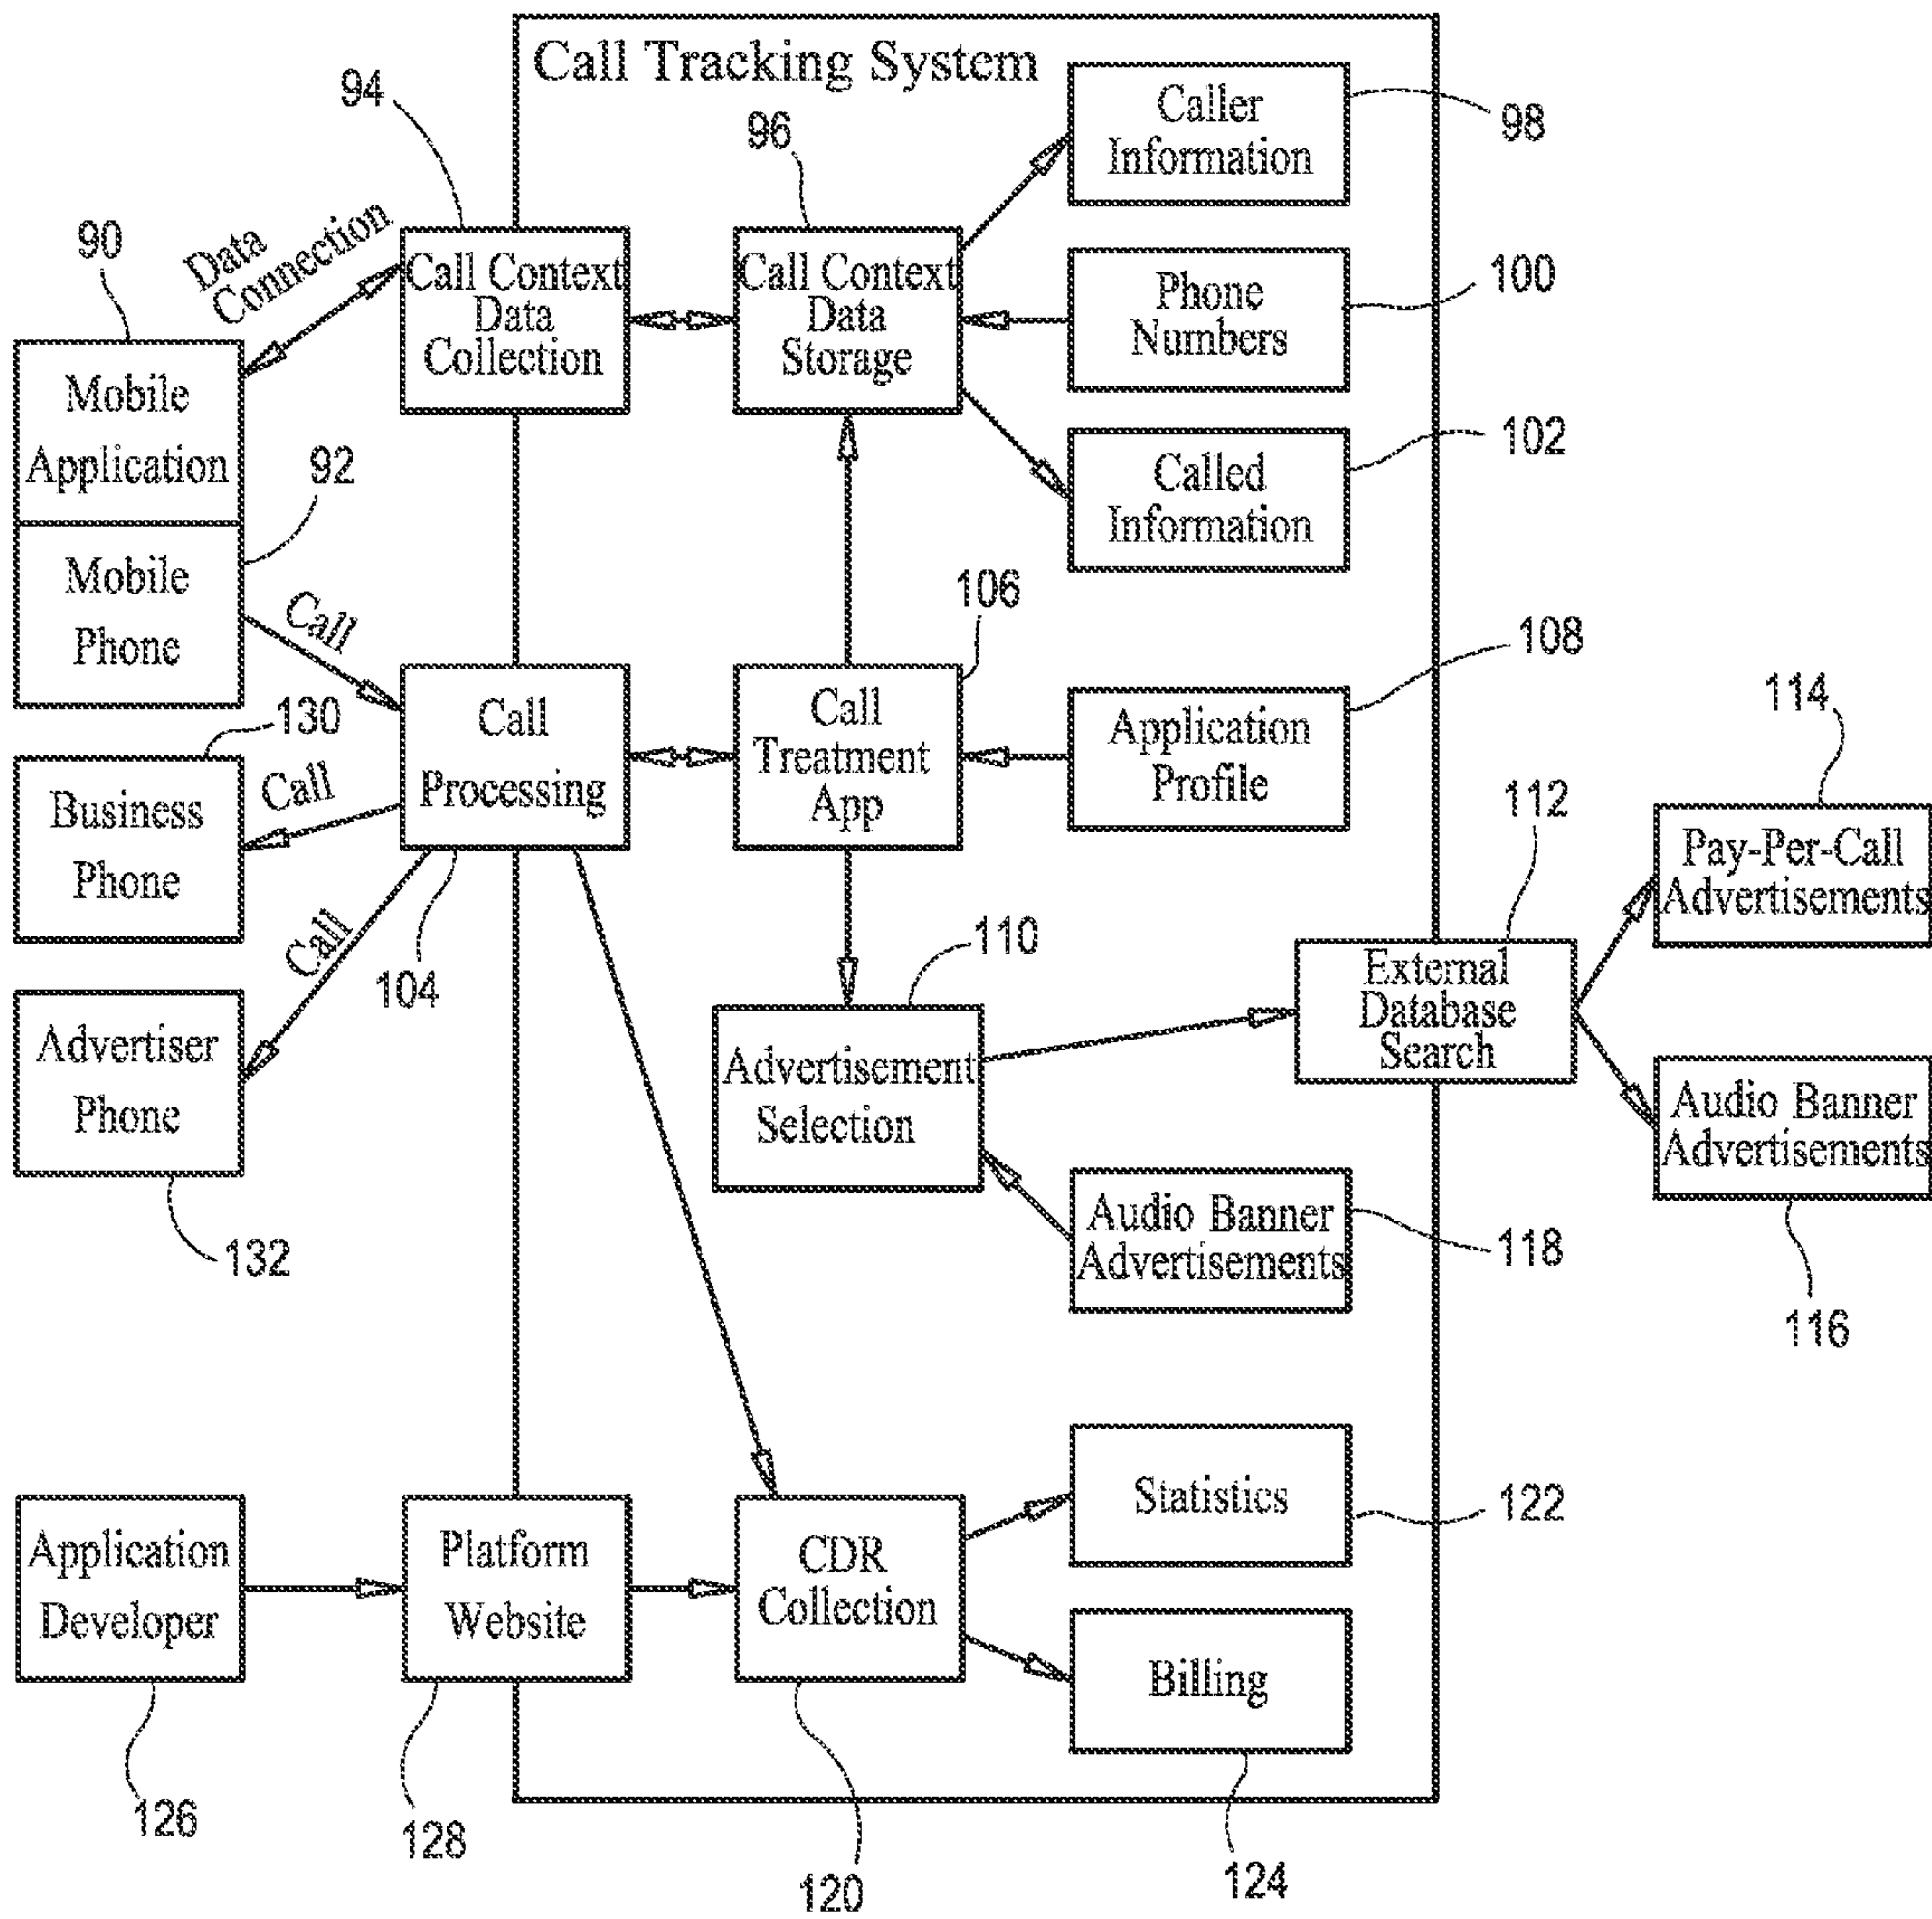 Call Tracking System
94
96
Caller
Information
98
90
Data
Connection
Call Context
Data
Collection
Call Context
Data
Storage
Phone
Numbers
100
Mobile
Application
92
Called
Information
102
Mobile
Phone
Call
106
108
130
Call
Processing
Call
Treatment
App
Application
Profile
114
Business
Phone
Call
112
Pay-Per-Call
Advertisements
Call
104
110
External
Database
Search
Advertiser
Phone
132
Advertisement
Selection
Audio Banner
Advertisements
116
Audio Banner
Advertisements
118
Statistics
122
Application
Developer
126
Platform
Website
128
CDR
Collection
120
Billing
124